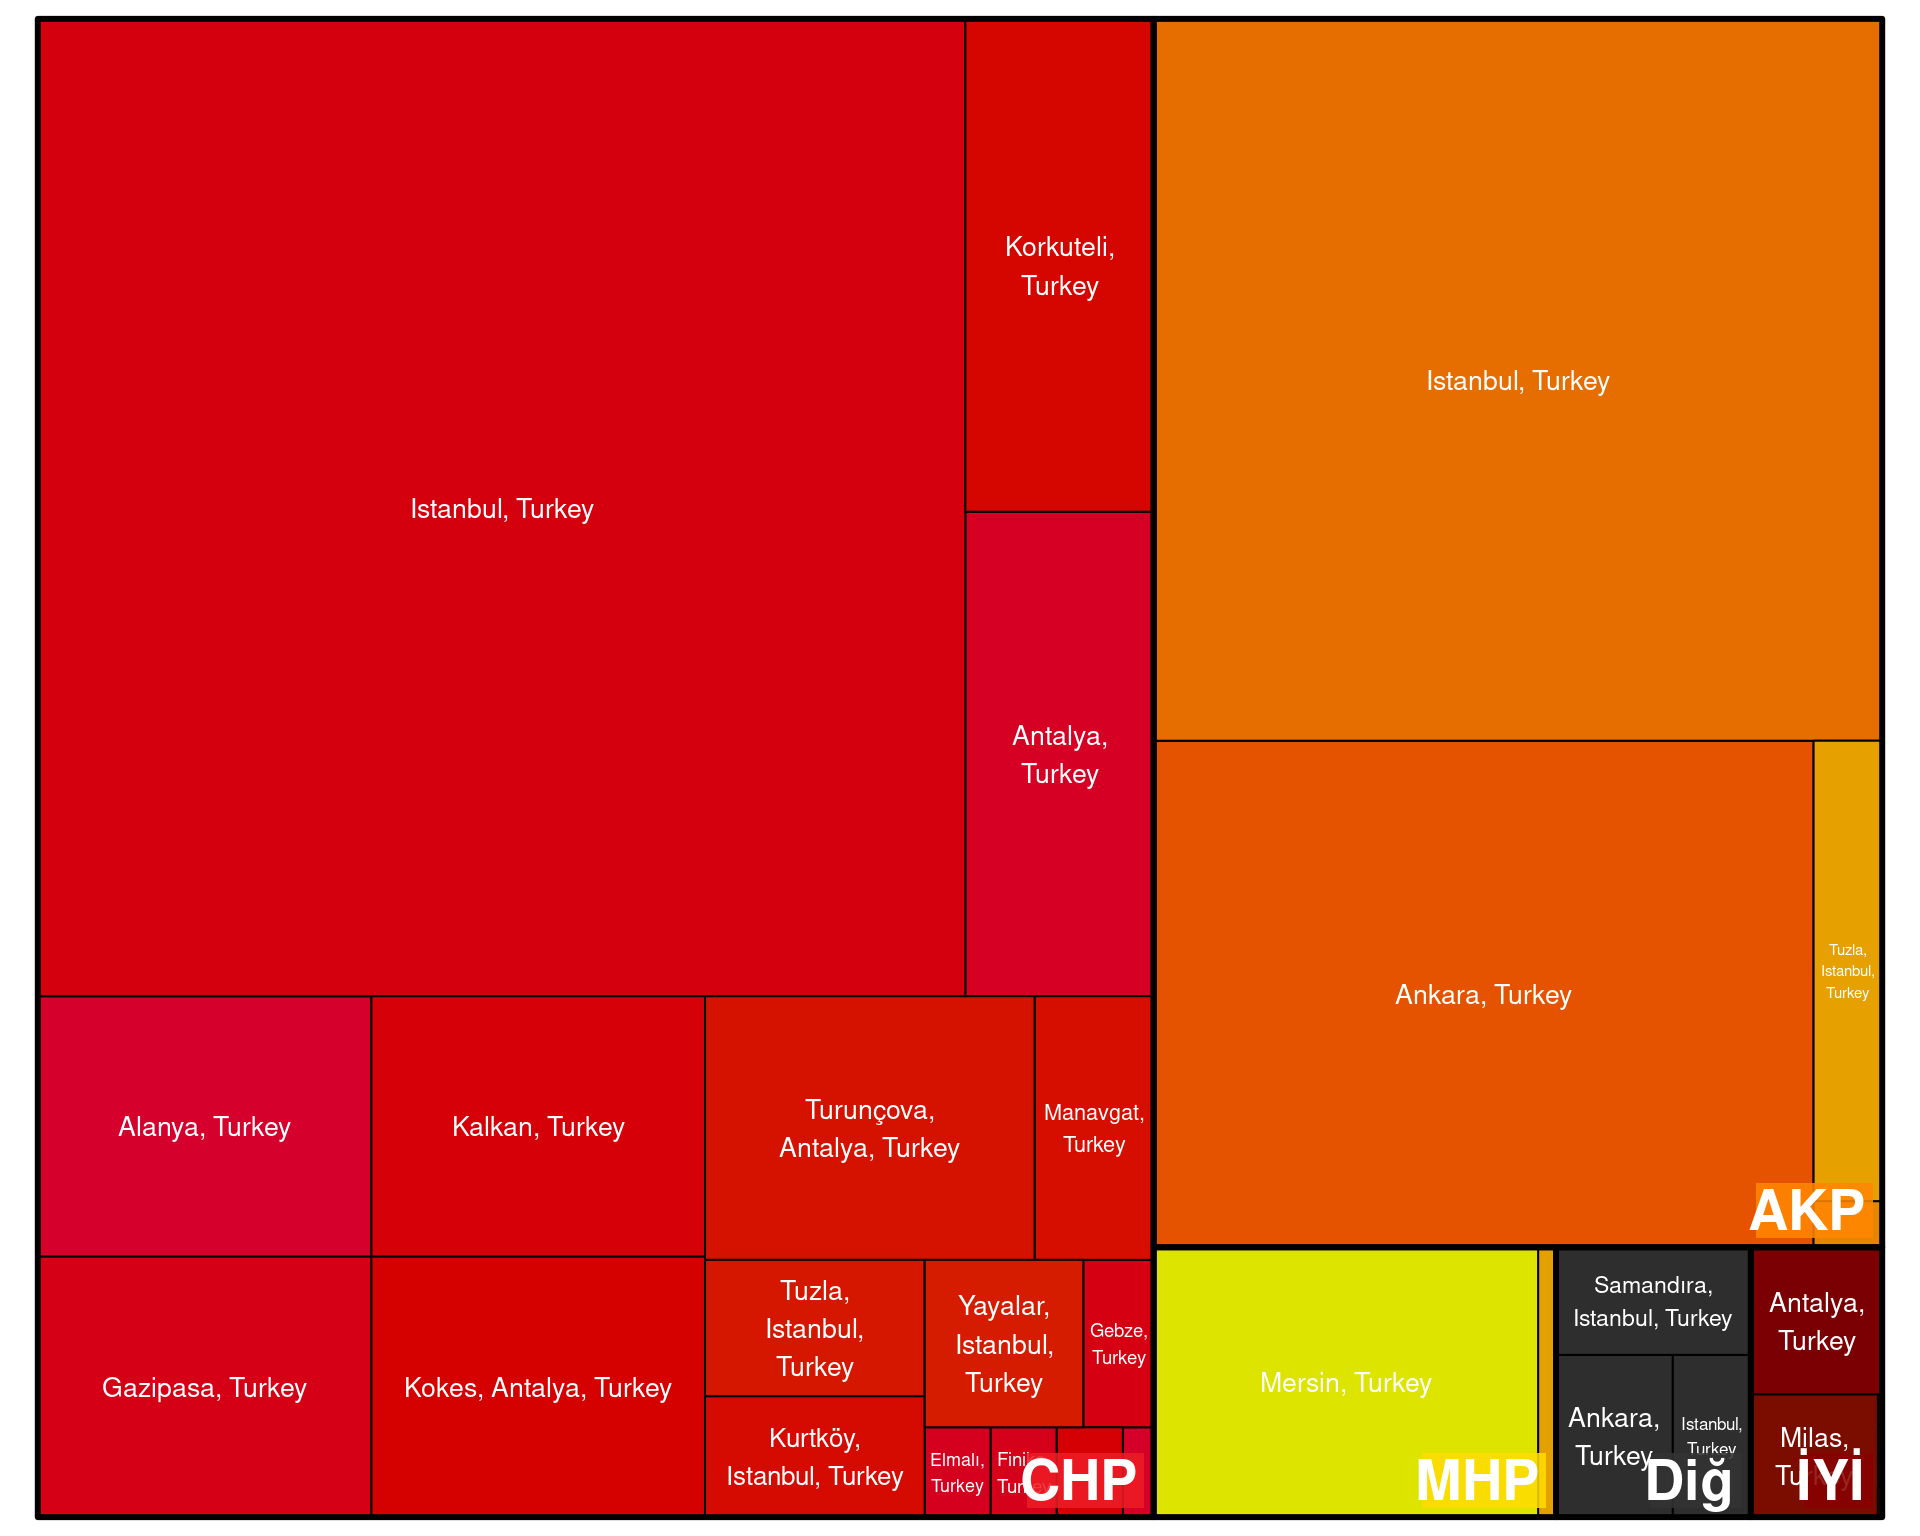 Istanbul, Turkey
Korkuteli,
Turkey
Antalya,
Turkey
Alanya, Turkey
Kalkan, Turkey
Turunçova,
Antalya, Turkey
Manavgat,
Turkey
Gazipasa, Turkey
Kokes, Antalya, Turkey
Tuzla,
Istanbul,
Turkey
Kurtköy,
Istanbul, Turkey
Yayalar,
Istanbul,
Turkey
Gebze,
Turkey
Elmalı,
Turkey
CHP
Istanbul, Turkey
Ankara, Turkey
Tuzla,
Istanbul,
Turkey
AKP
Mersin, Turkey
MHP
Samandıra,
Istanbul, Turkey
Ankara,
Turkey
Istanbul,
Turkey
Diğ
Antalya,
Turkey
Milas,
İYİ